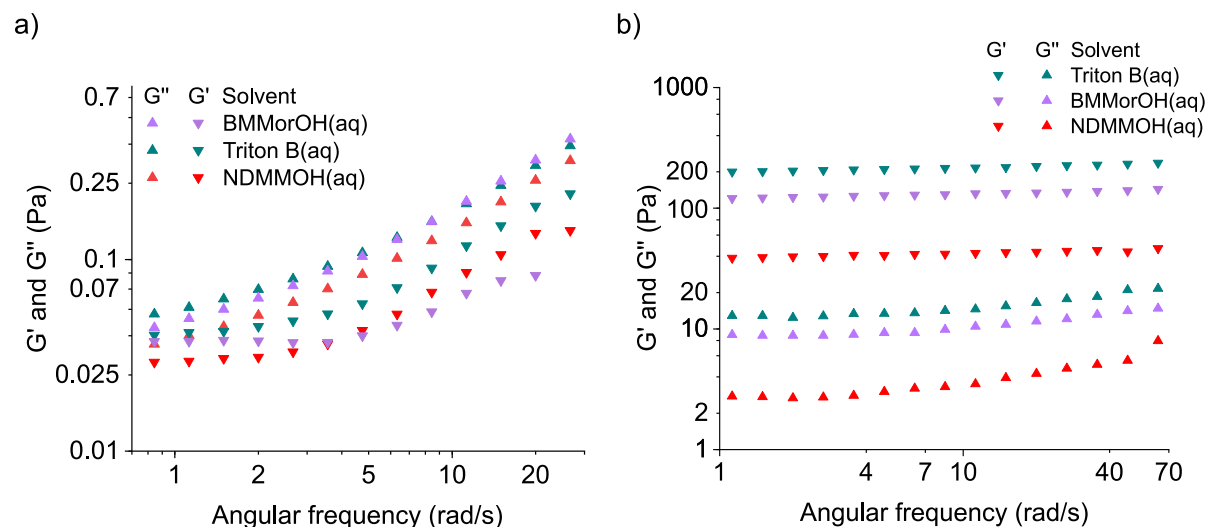 a)
G" G' Solvent
BMMorOH(aq)
Triton B(aq)
NDMMOH(aq)
0.7
0.25
0.1
0.07
0.025
0.01
G' and G" (Pa)
1 2 5 10 20
Angular frequency (rad/s)
b)
G' G" Solvent
Triton B(aq)
BMMorOH(aq)
NDMMOH(aq)
1000
200
100
20
10
2
1
G' and G" (Pa)
1 4 7 10 40 70
Angular frequency (rad/s)